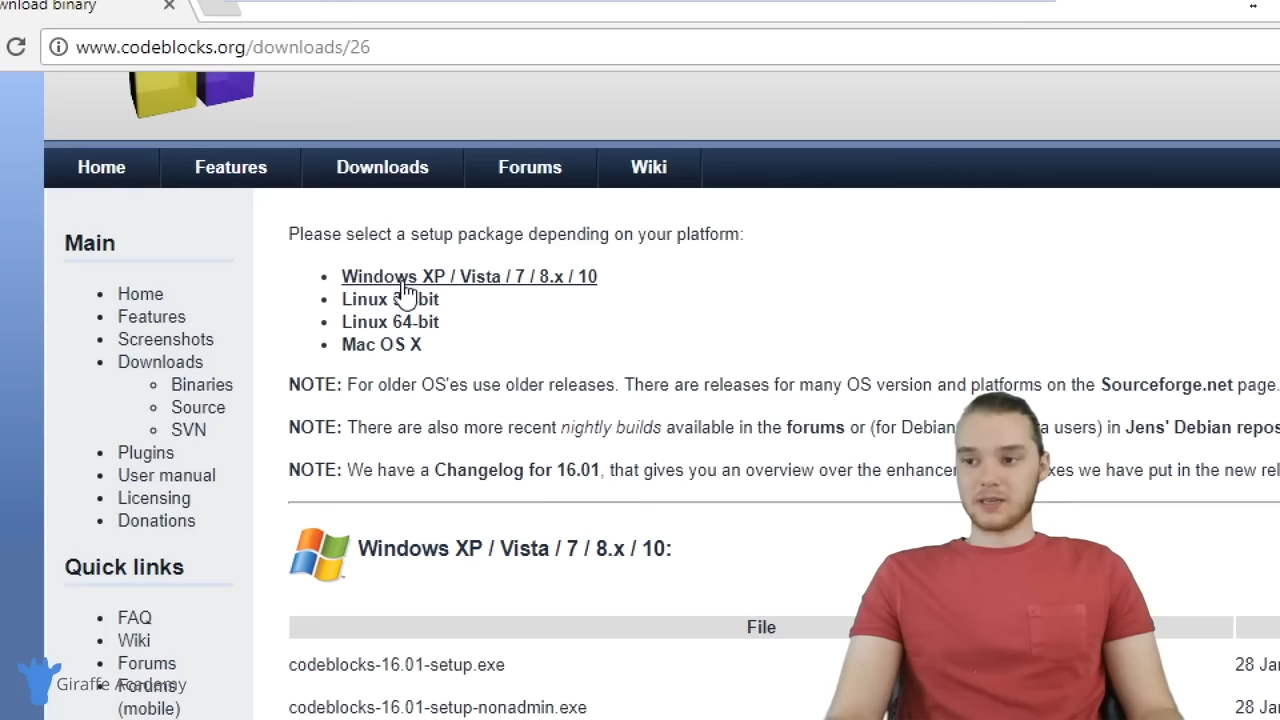 wnload binary
www.codeblocks.org/downloads/26
Home Features Downloads Forums Wiki
Main
Home
Features
Screenshots
Downloads
Binaries
Source
SVN
Plugins
User manual
Licensing
Donations
Quick links
FAQ
Wiki
Forums
Forums
(mobile)
Please select a setup package depending on your platform:
Windows XP / Vista / 7 / 8.x / 10
Linux bit
Linux 64-bit
Mac OS X
NOTE: For older OS'es use older releases. There are releases for many OS version and platforms on the Sourceforge.net page.
NOTE: There are also more recent nightly builds available in the forums or (for Debian users) in Jens' Debian repos
NOTE: We have a Changelog for 16.01, that gives you an overview over the enhancer xes we have put in the new rel
Windows XP / Vista / 7 / 8.x / 10:
File
codeblocks-16.01-setup.exe 28 Jan
codeblocks-16.01-setup-nonadmin.exe 28 Jan
Giraffe Academy